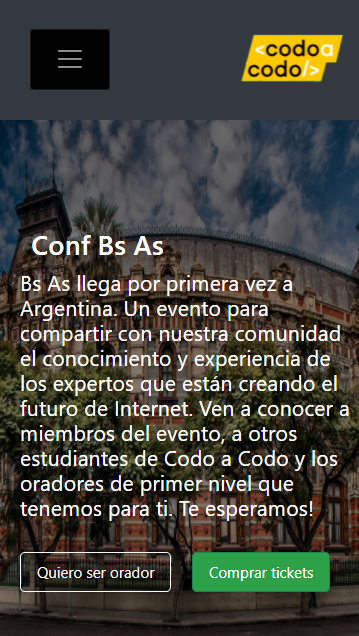 <codoa
codo/>
Conf Bs As
Bs As llega por primera vez a
Argentina. Un evento para
compartir con nuestra comunidad
el conocimiento y experiencia de
los expertos que están creando el
futuro de Internet. Ven a conocer a
miembros del evento, a otros
estudiantes de Codo a Codo y los
oradores de primer nivel que
tenemos para ti. Te esperamos!
Quiero ser orador
Comprar tickets